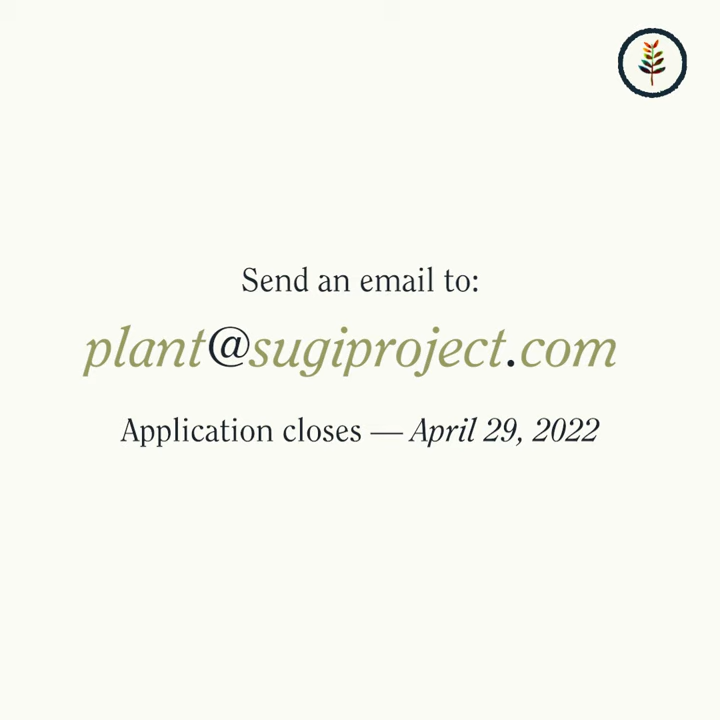 Send an email to:
plant@sugiproject.com
Application closes — April 29, 2022